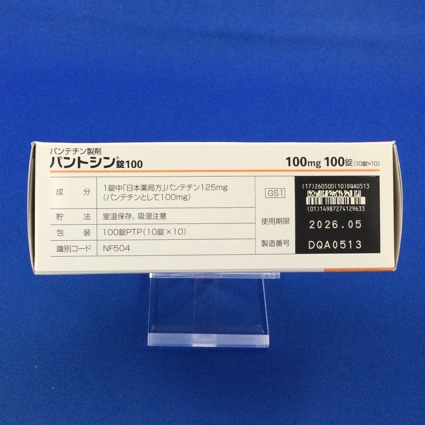 パンテチン製剤
パントシン®錠100
100mg 100錠(10錠×10)
成 分 1錠中「日本薬局方」パンテチン125mg
(パンテチンとして100mg)
貯 法 室温保存、吸湿注意
包 装 100錠PTP(10錠×10)
識別コード NF504
GS1
(17)260500(10)DQA0513
(01)14987274129633
使用期限 2026.05
製造番号 DQA0513